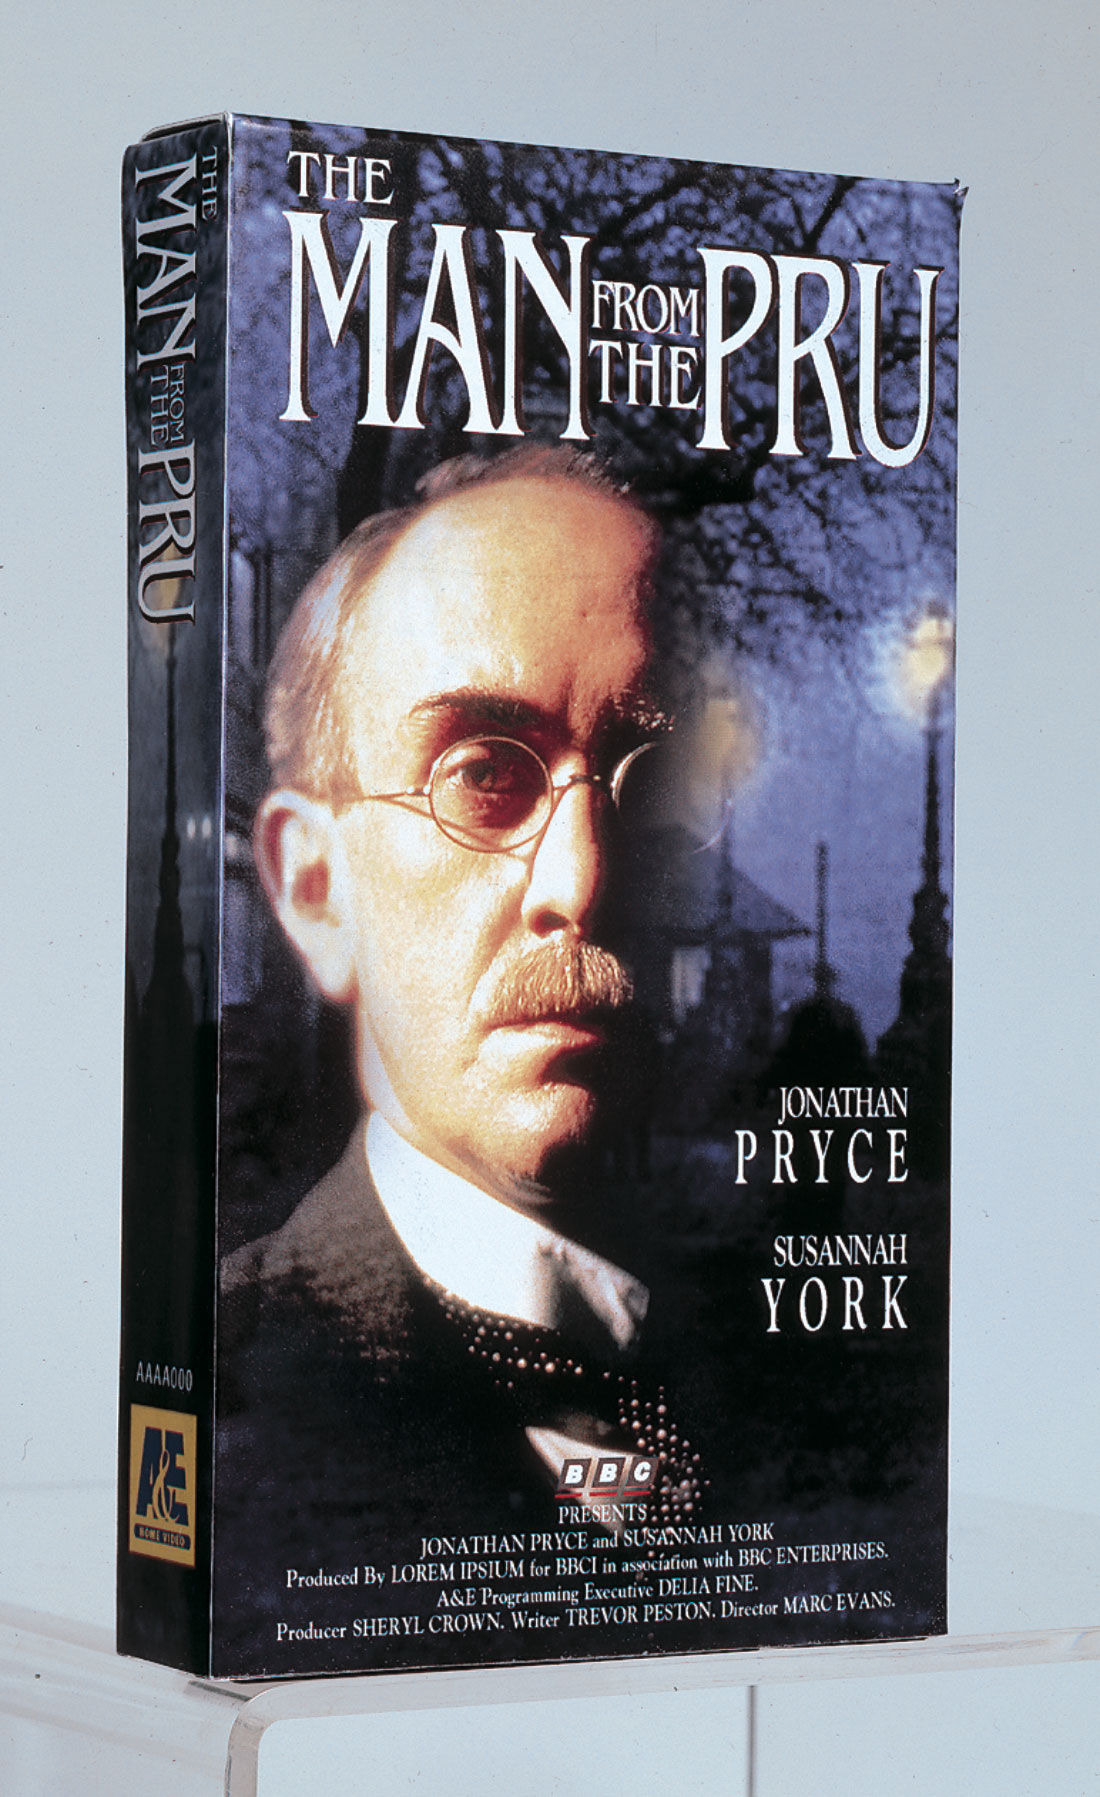 THE
MAN FROM THE PRU
AAAA000
A&E
HOME VIDEO
THE
MAN FROM THE PRU
JONATHAN
PRYCE
SUSANNAH
YORK
BBC
PRESENTS
JONATHAN PRYCE and SUSANNAH YORK
Produced By LOREM IPSIUM for BBCI in association with BBC ENTERPRISES.
A&E Programming Executive DELIA FINE.
Producer SHERYL CROWN. Writer TREVOR PESTON. Director MARC EVANS.